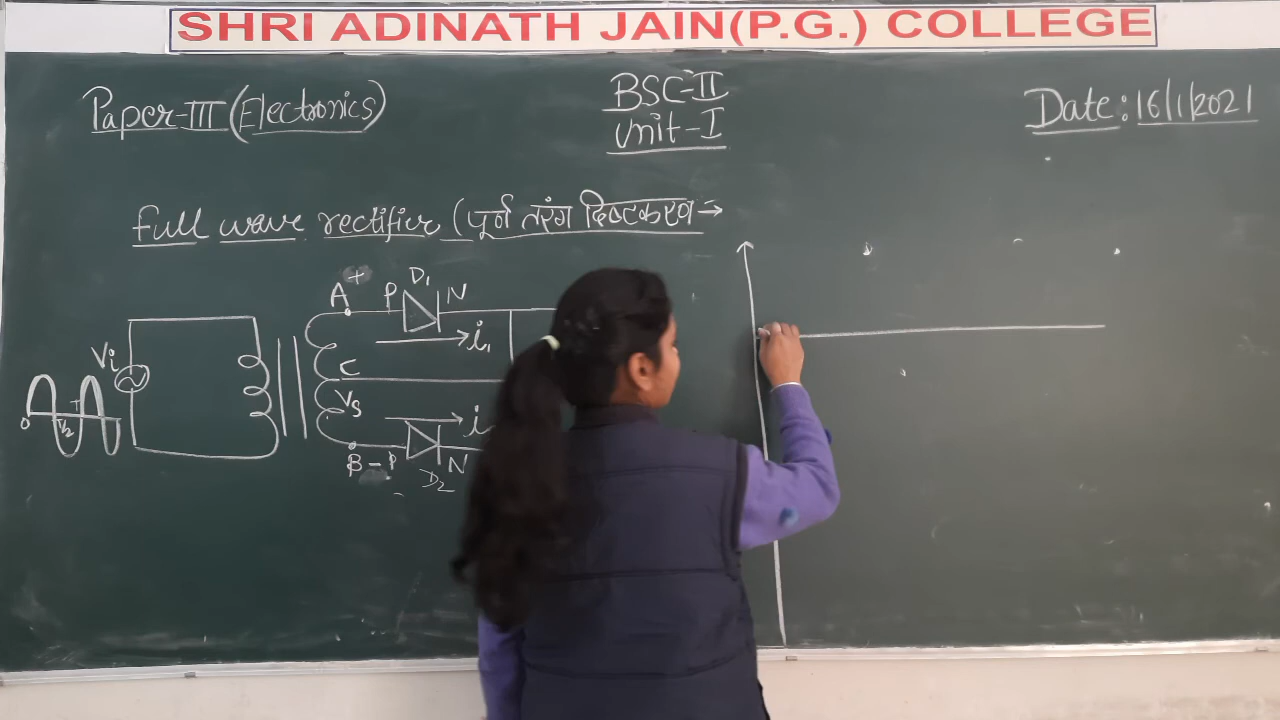 SHRI ADINATH JAIN(P.G.) COLLEGE
Paper-III (Electronics)
BSC-II
Unit-I
Date: 16/1/2021
Full wave rectifier (पूर्ण तरंग दिष्टकरण →
A + P D1 N
i1
Vi
C
Vs
0
i
B - P D2 N